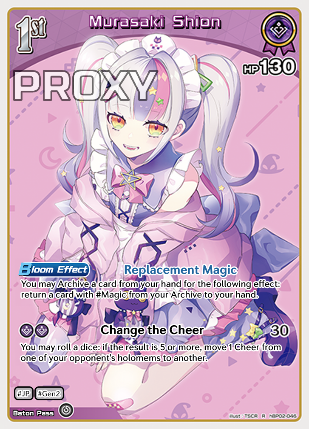 1st
Murasaki Shion
HP130
PROXY
Bloom Effect
Replacement Magic
You may Archive a card from your hand for the following effect:
return a card with #Magic from your Archive to your hand.
Change the Cheer
30
You may roll a dice: if the result is 5 or more, move 1 Cheer from
one of your opponent's holomems to another.
#JP
#Gen2
Baton Pass
illust. TSCR R hBP02-046